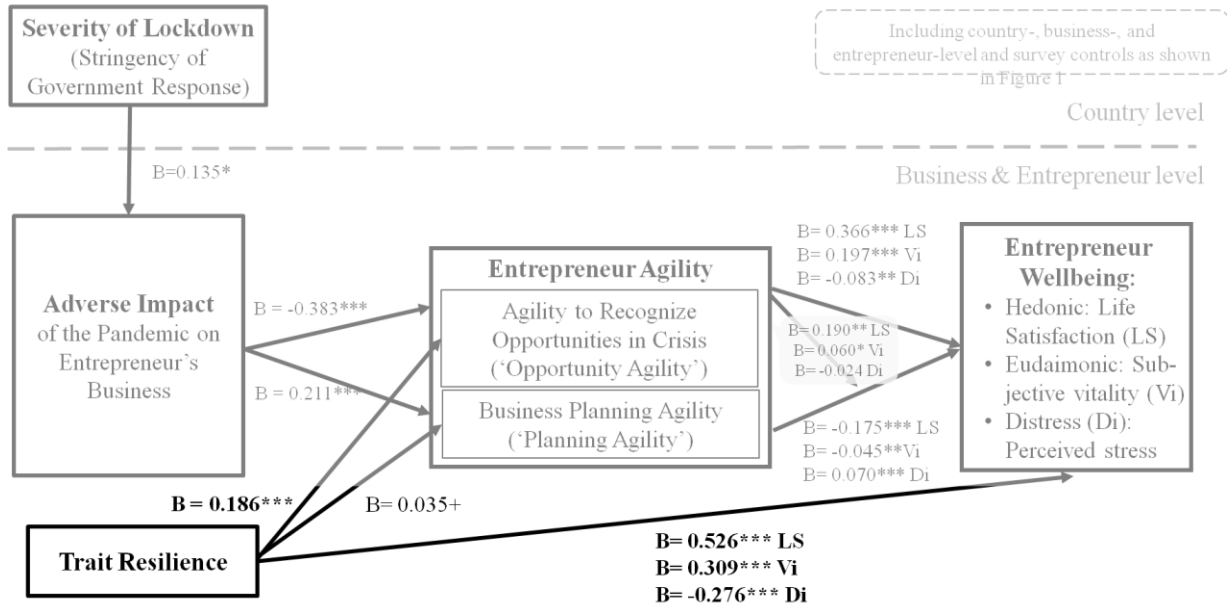 Severity of Lockdown
(Stringency of
Government Response)
Including country-, business-, and
entrepreneur-level and survey controls as shown
in Figure 1
Country level
B=0.135*
Business & Entrepreneur level
Adverse Impact
of the Pandemic on
Entrepreneur's
Business
B = -0.383***
B = 0.211***
Entrepreneur Agility
Agility to Recognize
Opportunities in Crisis
('Opportunity Agility')
Business Planning Agility
('Planning Agility')
B= 0.366*** LS
B= 0.197*** Vi
B= -0.083** Di
B= 0.190** LS
B= 0.060* Vi
B= -0.024 Di
B= -0.175*** LS
B= -0.045**Vi
B= 0.070*** Di
Entrepreneur
Wellbeing:
• Hedonic: Life
Satisfaction (LS)
• Eudaimonic: Sub-
jective vitality (Vi)
• Distress (Di):
Perceived stress
B = 0.186***
B= 0.035+
Trait Resilience
B= 0.526*** LS
B= 0.309*** Vi
B= -0.276*** Di